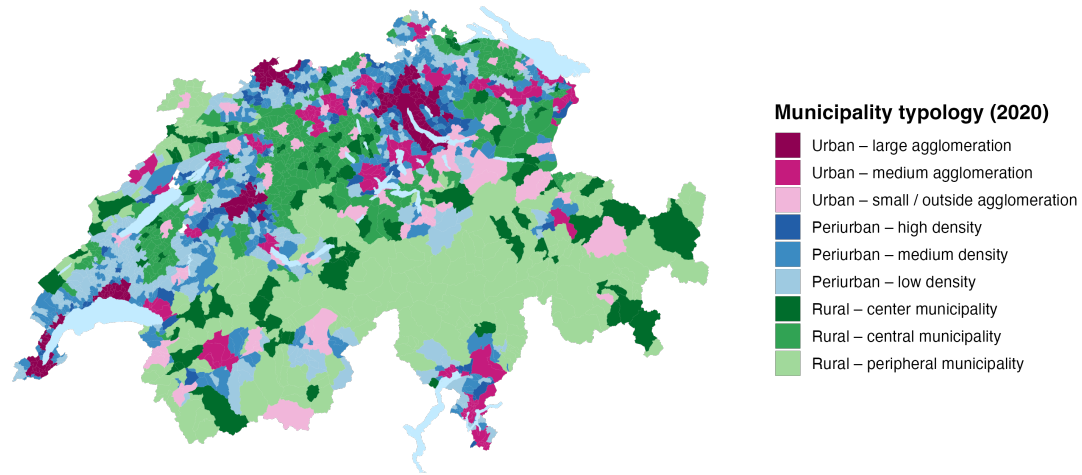 Municipality typology (2020)
Urban – large agglomeration
Urban – medium agglomeration
Urban – small / outside agglomeration
Periurban – high density
Periurban – medium density
Periurban – low density
Rural – center municipality
Rural – central municipality
Rural – peripheral municipality